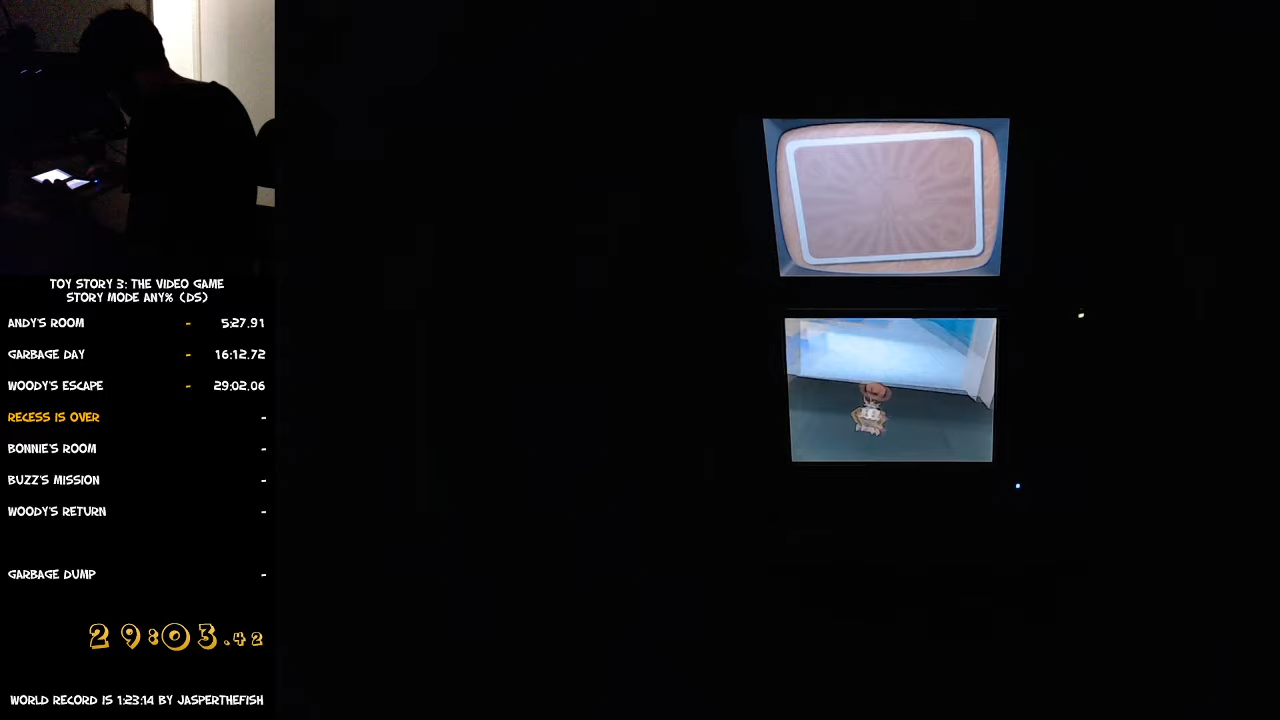 TOY STORY 3: THE VIDEO GAME
STORY MODE ANY% (DS)
ANDY'S ROOM - 5:27.91
GARBAGE DAY - 16:12.72
WOODY'S ESCAPE - 29:02.06
RECESS IS OVER -
BONNIE'S ROOM -
BUZZ'S MISSION -
WOODY'S RETURN -
GARBAGE DUMP -
29:03.42
WORLD RECORD IS 1:23:14 BY JASPERTHEFISH